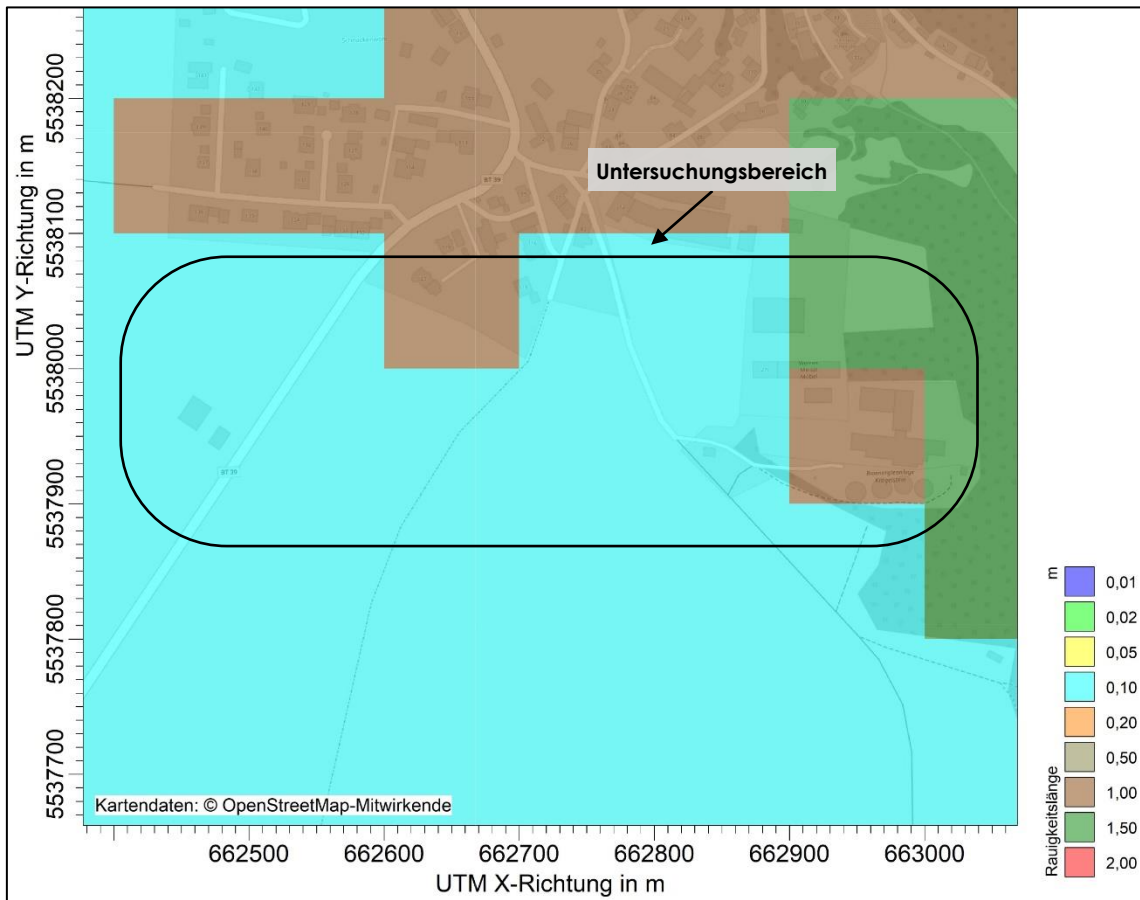 UTM Y-Richtung in m
5538200
5538100
5538000
5537900
5537800
5537700
Untersuchungsbereich
BT 39
BT 39
Kartendaten: © OpenStreetMap-Mitwirkende
662500
662600
662700
662800
662900
663000
UTM X-Richtung in m
Rauigkeitslänge
m
0,01
0,02
0,05
0,10
0,20
0,50
1,00
1,50
2,00